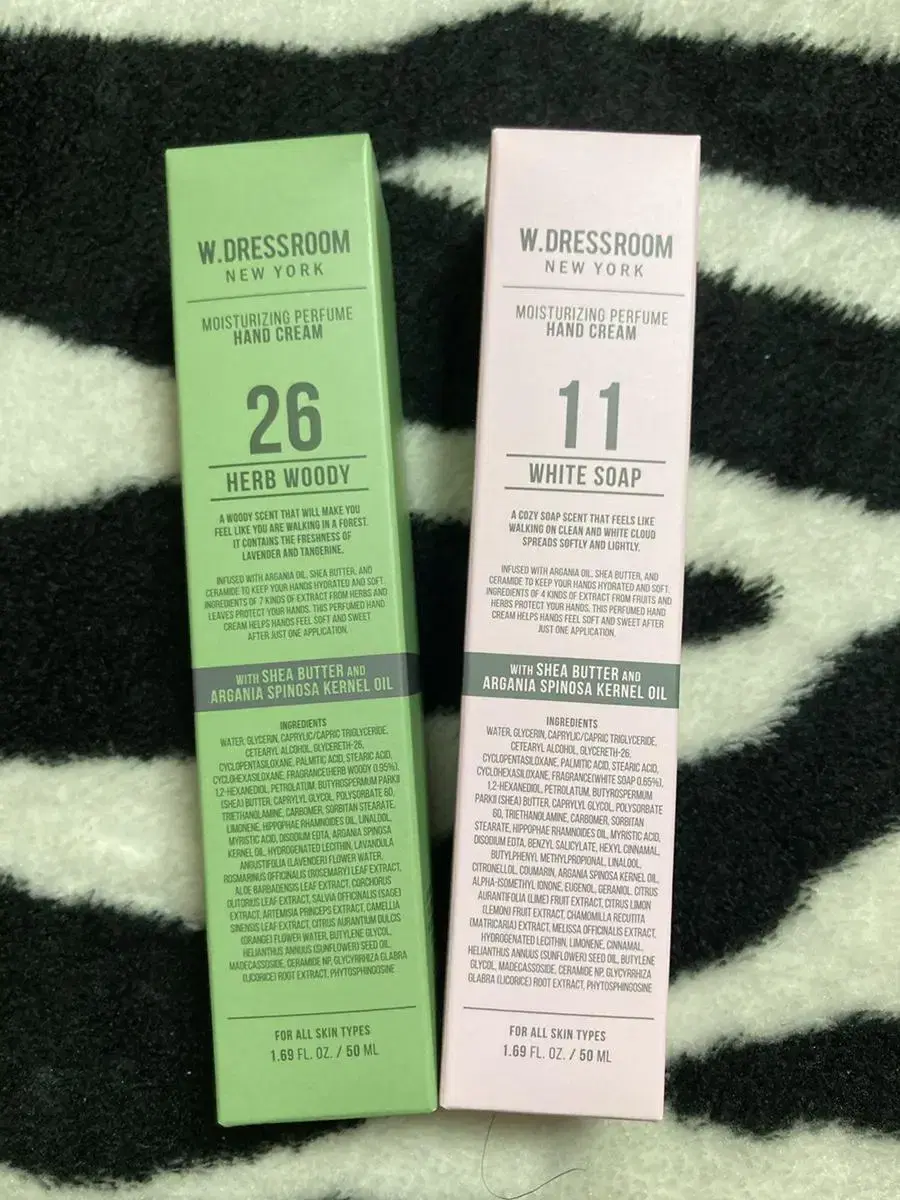 W.DRESSROOM
NEW YORK
MOISTURIZING PERFUME
HAND CREAM
26
HERB WOODY
A WOODY SCENT THAT WILL MAKE YOU
FEEL LIKE YOU ARE WALKING IN A FOREST.
IT CONTAINS THE FRESHNESS OF
LAVENDER AND TANGERINE.
INFUSED WITH ARGANIA OIL, SHEA BUTTER, AND
CERAMIDE TO KEEP YOUR HANDS HYDRATED AND SOFT.
INGREDIENTS OF 7 KINDS OF EXTRACT FROM HERBS AND
LEAVES PROTECT YOUR HANDS. THIS PERFUMED HAND
CREAM HELPS HANDS FEEL SOFT AND SWEET
AFTER JUST ONE APPLICATION.
WITH SHEA BUTTER AND
ARGANIA SPINOSA KERNEL OIL
INGREDIENTS
WATER, GLYCERIN, CAPRYLIC/CAPRIC TRIGLYCERIDE,
CETEARYL ALCOHOL, GLYCERETH-26,
CYCLOPENTASILOXANE, PALMITIC ACID, STEARIC ACID,
CYCLOHEXASILOXANE, FRAGRANCE(HERB WOODY 0.95%),
1,2-HEXANEDIOL, PETROLATUM, BUTYROSPERMUM PARKII
(SHEA) BUTTER, CAPRYLYL GLYCOL, POLYSORBATE 60,
TRIETHANOLAMINE, CARBOMER, SORBITAN STEARATE,
LIMONENE, HIPPOPHAE RHAMNOIDES OIL, LINALOOL,
MYRISTIC ACID, DISODIUM EDTA, ARGANIA SPINOSA
KERNEL OIL, HYDROGENATED LECITHIN, LAVANDULA
ANGUSTIFOLIA (LAVENDER) FLOWER WATER,
ROSMARINUS OFFICINALIS (ROSEMARY) LEAF EXTRACT,
ALOE BARBADENSIS LEAF EXTRACT, CORCHORUS
OLITORIUS LEAF EXTRACT, SALVIA OFFICINALIS (SAGE)
EXTRACT, ARTEMISIA PRINCEPS EXTRACT, CAMELLIA
SINENSIS LEAF EXTRACT, CITRUS AURANTIUM DULCIS
(ORANGE) FLOWER WATER, BUTYLENE GLYCOL,
HELIANTHUS ANNUUS (SUNFLOWER) SEED OIL,
MADECASSOSIDE, CERAMIDE NP, GLYCYRRHIZA GLABRA
(LICORICE) ROOT EXTRACT, PHYTOSPHINGOSINE
FOR ALL SKIN TYPES
1.69 FL. OZ. / 50 ML
W.DRESSROOM
NEW YORK
MOISTURIZING PERFUME
HAND CREAM
11
WHITE SOAP
A COZY SOAP SCENT THAT FEELS LIKE
WALKING ON CLEAN AND WHITE CLOUD
SPREADS SOFTLY AND LIGHTLY.
INFUSED WITH ARGANIA OIL, SHEA BUTTER, AND
CERAMIDE TO KEEP YOUR HANDS HYDRATED AND SOFT.
INGREDIENTS OF 4 KINDS OF EXTRACT FROM FRUITS AND
HERBS PROTECT YOUR HANDS. THIS PERFUMED HAND
CREAM HELPS HANDS FEEL SOFT AND SWEET AFTER
JUST ONE APPLICATION.
WITH SHEA BUTTER AND
ARGANIA SPINOSA KERNEL OIL
INGREDIENTS
WATER, GLYCERIN, CAPRYLIC/CAPRIC TRIGLYCERIDE,
CETEARYL ALCOHOL, GLYCERETH-26,
CYCLOPENTASILOXANE, PALMITIC ACID, STEARIC ACID,
CYCLOHEXASILOXANE, FRAGRANCE(WHITE SOAP 0.65%),
1,2-HEXANEDIOL, PETROLATUM, BUTYROSPERMUM
PARKII (SHEA) BUTTER, CAPRYLYL GLYCOL, POLYSORBATE
60, TRIETHANOLAMINE, CARBOMER, SORBITAN
STEARATE, HIPPOPHAE RHAMNOIDES OIL, MYRISTIC ACID,
DISODIUM EDTA, BENZYL SALICYLATE, HEXYL CINNAMAL,
BUTYLPHENYL METHYLPROPIONAL, LINALOOL,
CITRONELLOL, COUMARIN, ARGANIA SPINOSA KERNEL OIL,
ALPHA-ISOMETHYL IONONE, EUGENOL, GERANIOL, CITRUS
AURANTIFOLIA (LIME) FRUIT EXTRACT, CITRUS LIMON
(LEMON) FRUIT EXTRACT, CHAMOMILLA RECUTITA
(MATRICARIA) EXTRACT, MELISSA OFFICINALIS EXTRACT,
HYDROGENATED LECITHIN, LIMONENE, CINNAMAL,
HELIANTHUS ANNUUS (SUNFLOWER) SEED OIL, BUTYLENE
GLYCOL, MADECASSOSIDE, CERAMIDE NP, GLYCYRRHIZA
GLABRA (LICORICE) ROOT EXTRACT, PHYTOSPHINGOSINE
FOR ALL SKIN TYPES
1.69 FL. OZ. / 50 ML